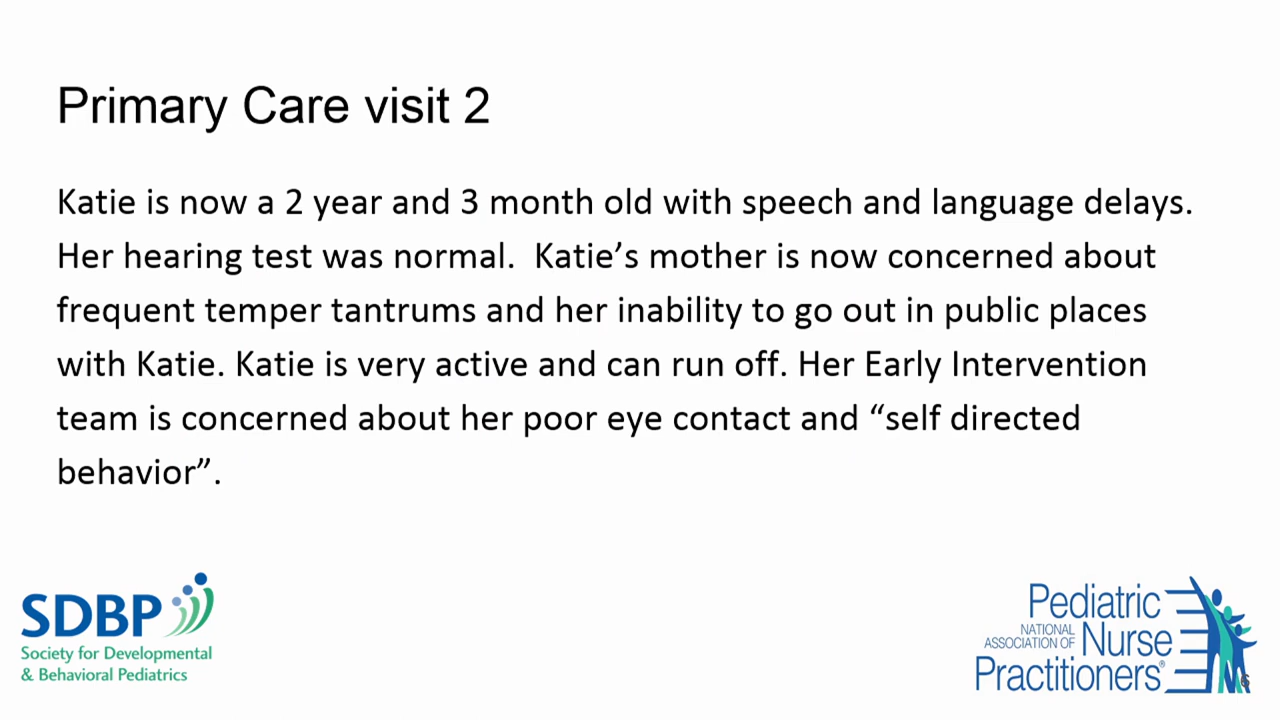 Primary Care visit 2
Katie is now a 2 year and 3 month old with speech and language delays.
Her hearing test was normal.  Katie’s mother is now concerned about
frequent temper tantrums and her inability to go out in public places
with Katie. Katie is very active and can run off. Her Early Intervention
team is concerned about her poor eye contact and “self directed
behavior”.
SDBP
Society for Developmental
& Behavioral Pediatrics
Pediatric
NATIONAL
ASSOCIATION OF
Nurse
Practitioners®
6